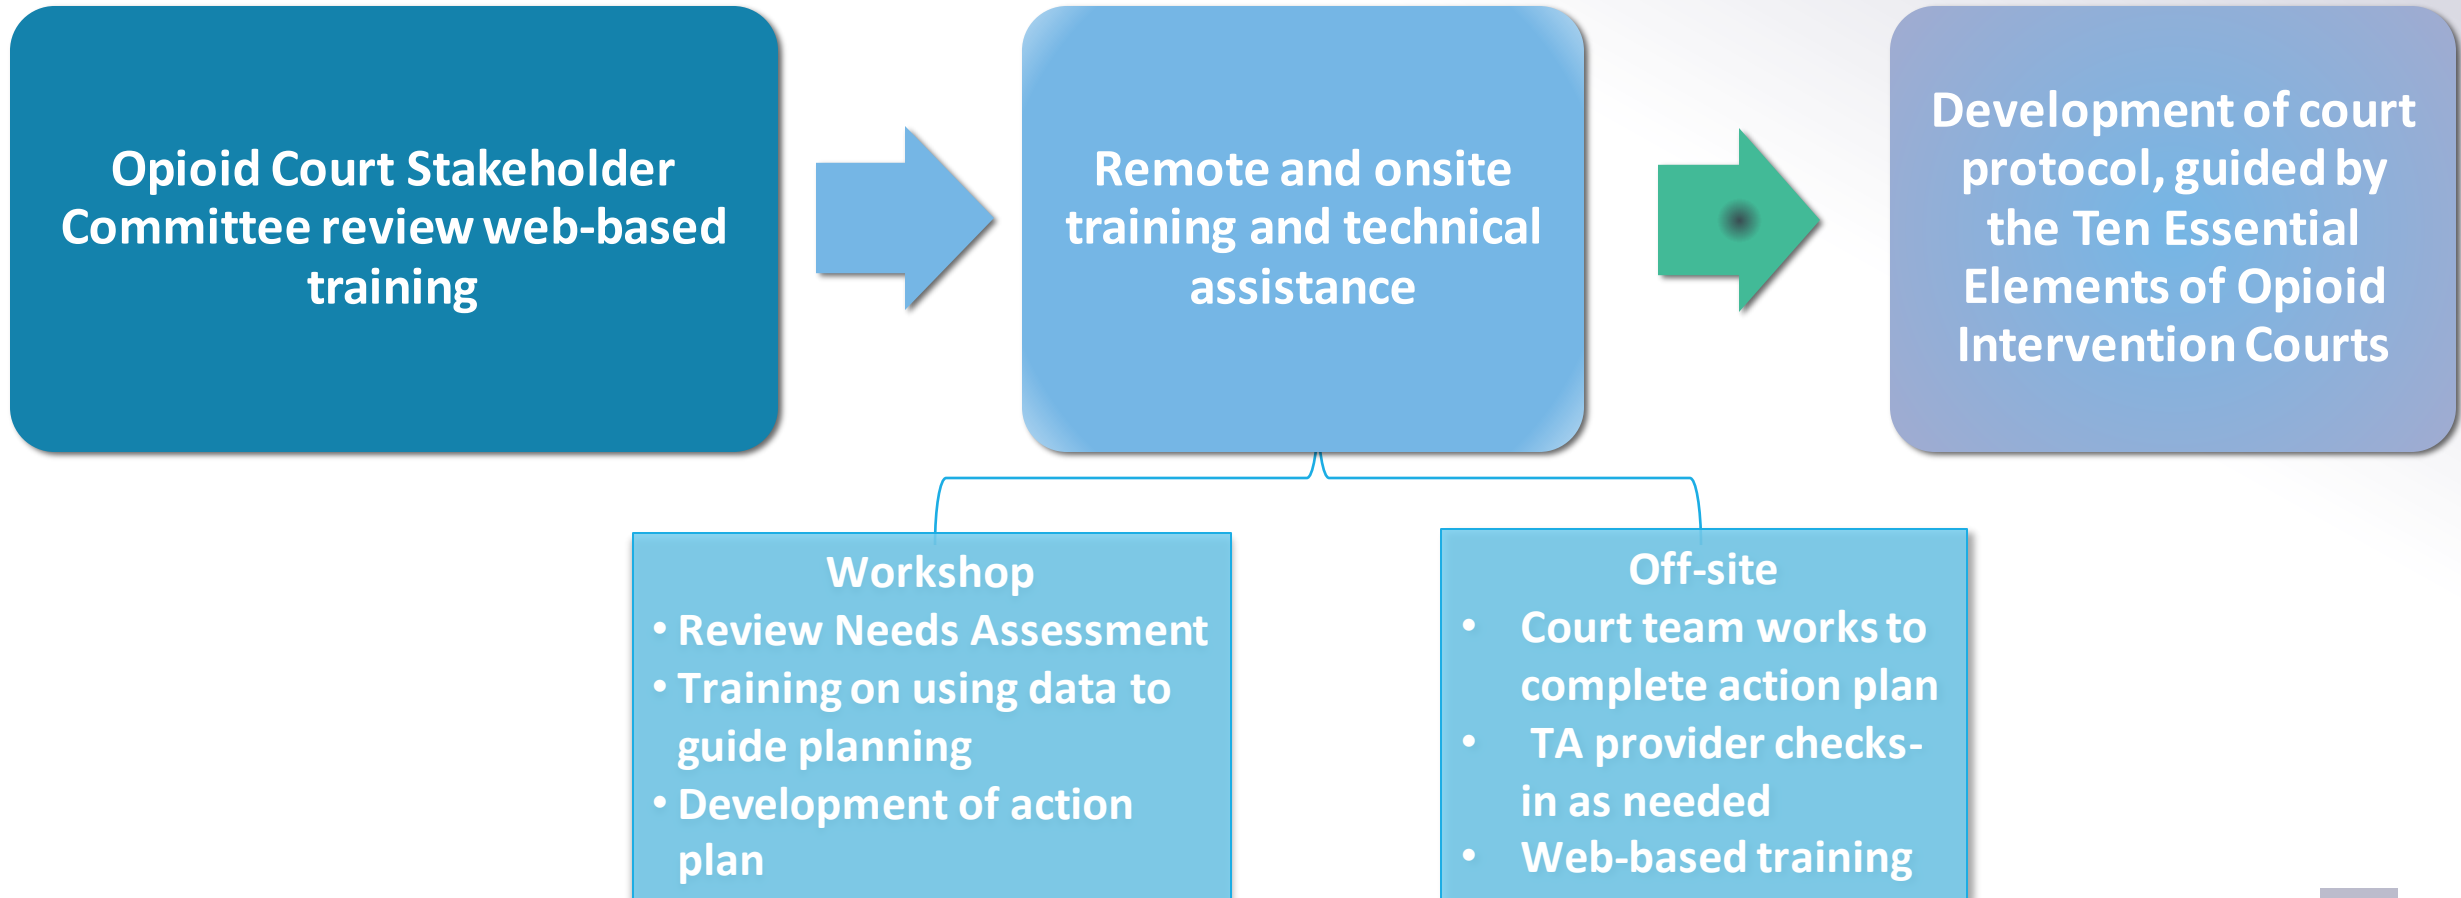 Opioid Court Stakeholder
Committee review web-based
training
Remote and onsite
training and technical
assistance
Development of court
protocol, guided by
the Ten Essential
Elements of Opioid
Intervention Courts
Workshop
• Review Needs Assessment
• Training on using data to
guide planning
• Development of action
plan
Off-site
• Court team works to
complete action plan
• TA provider checks-
in as needed
• Web-based training